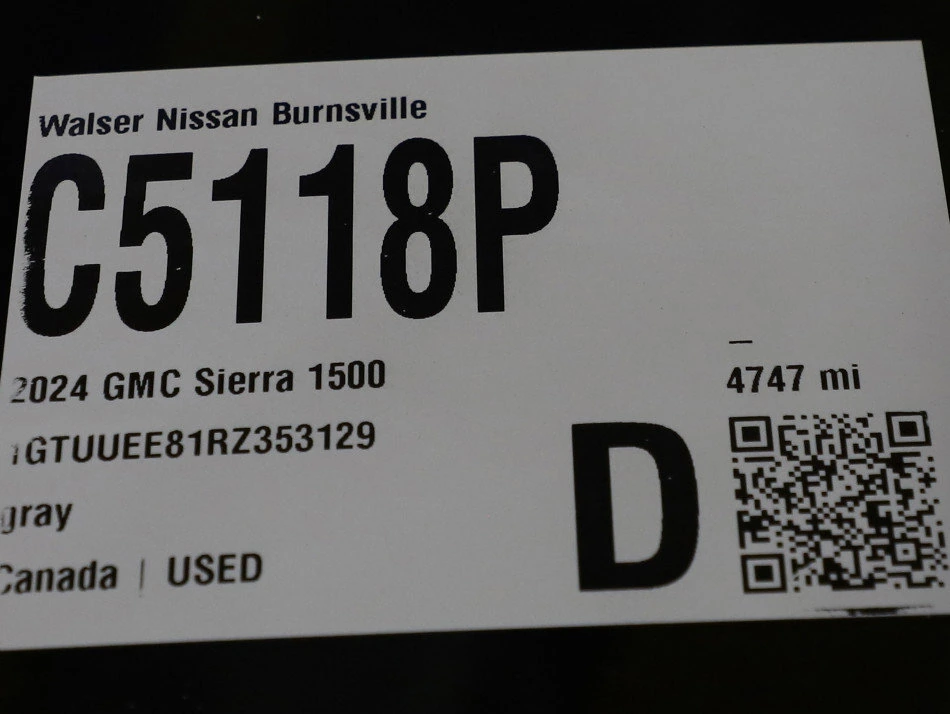 Walser Nissan Burnsville
C5118P
2024 GMC Sierra 1500
—
4747 mi
1GTUUEE81RZ353129
gray
D
Canada | USED